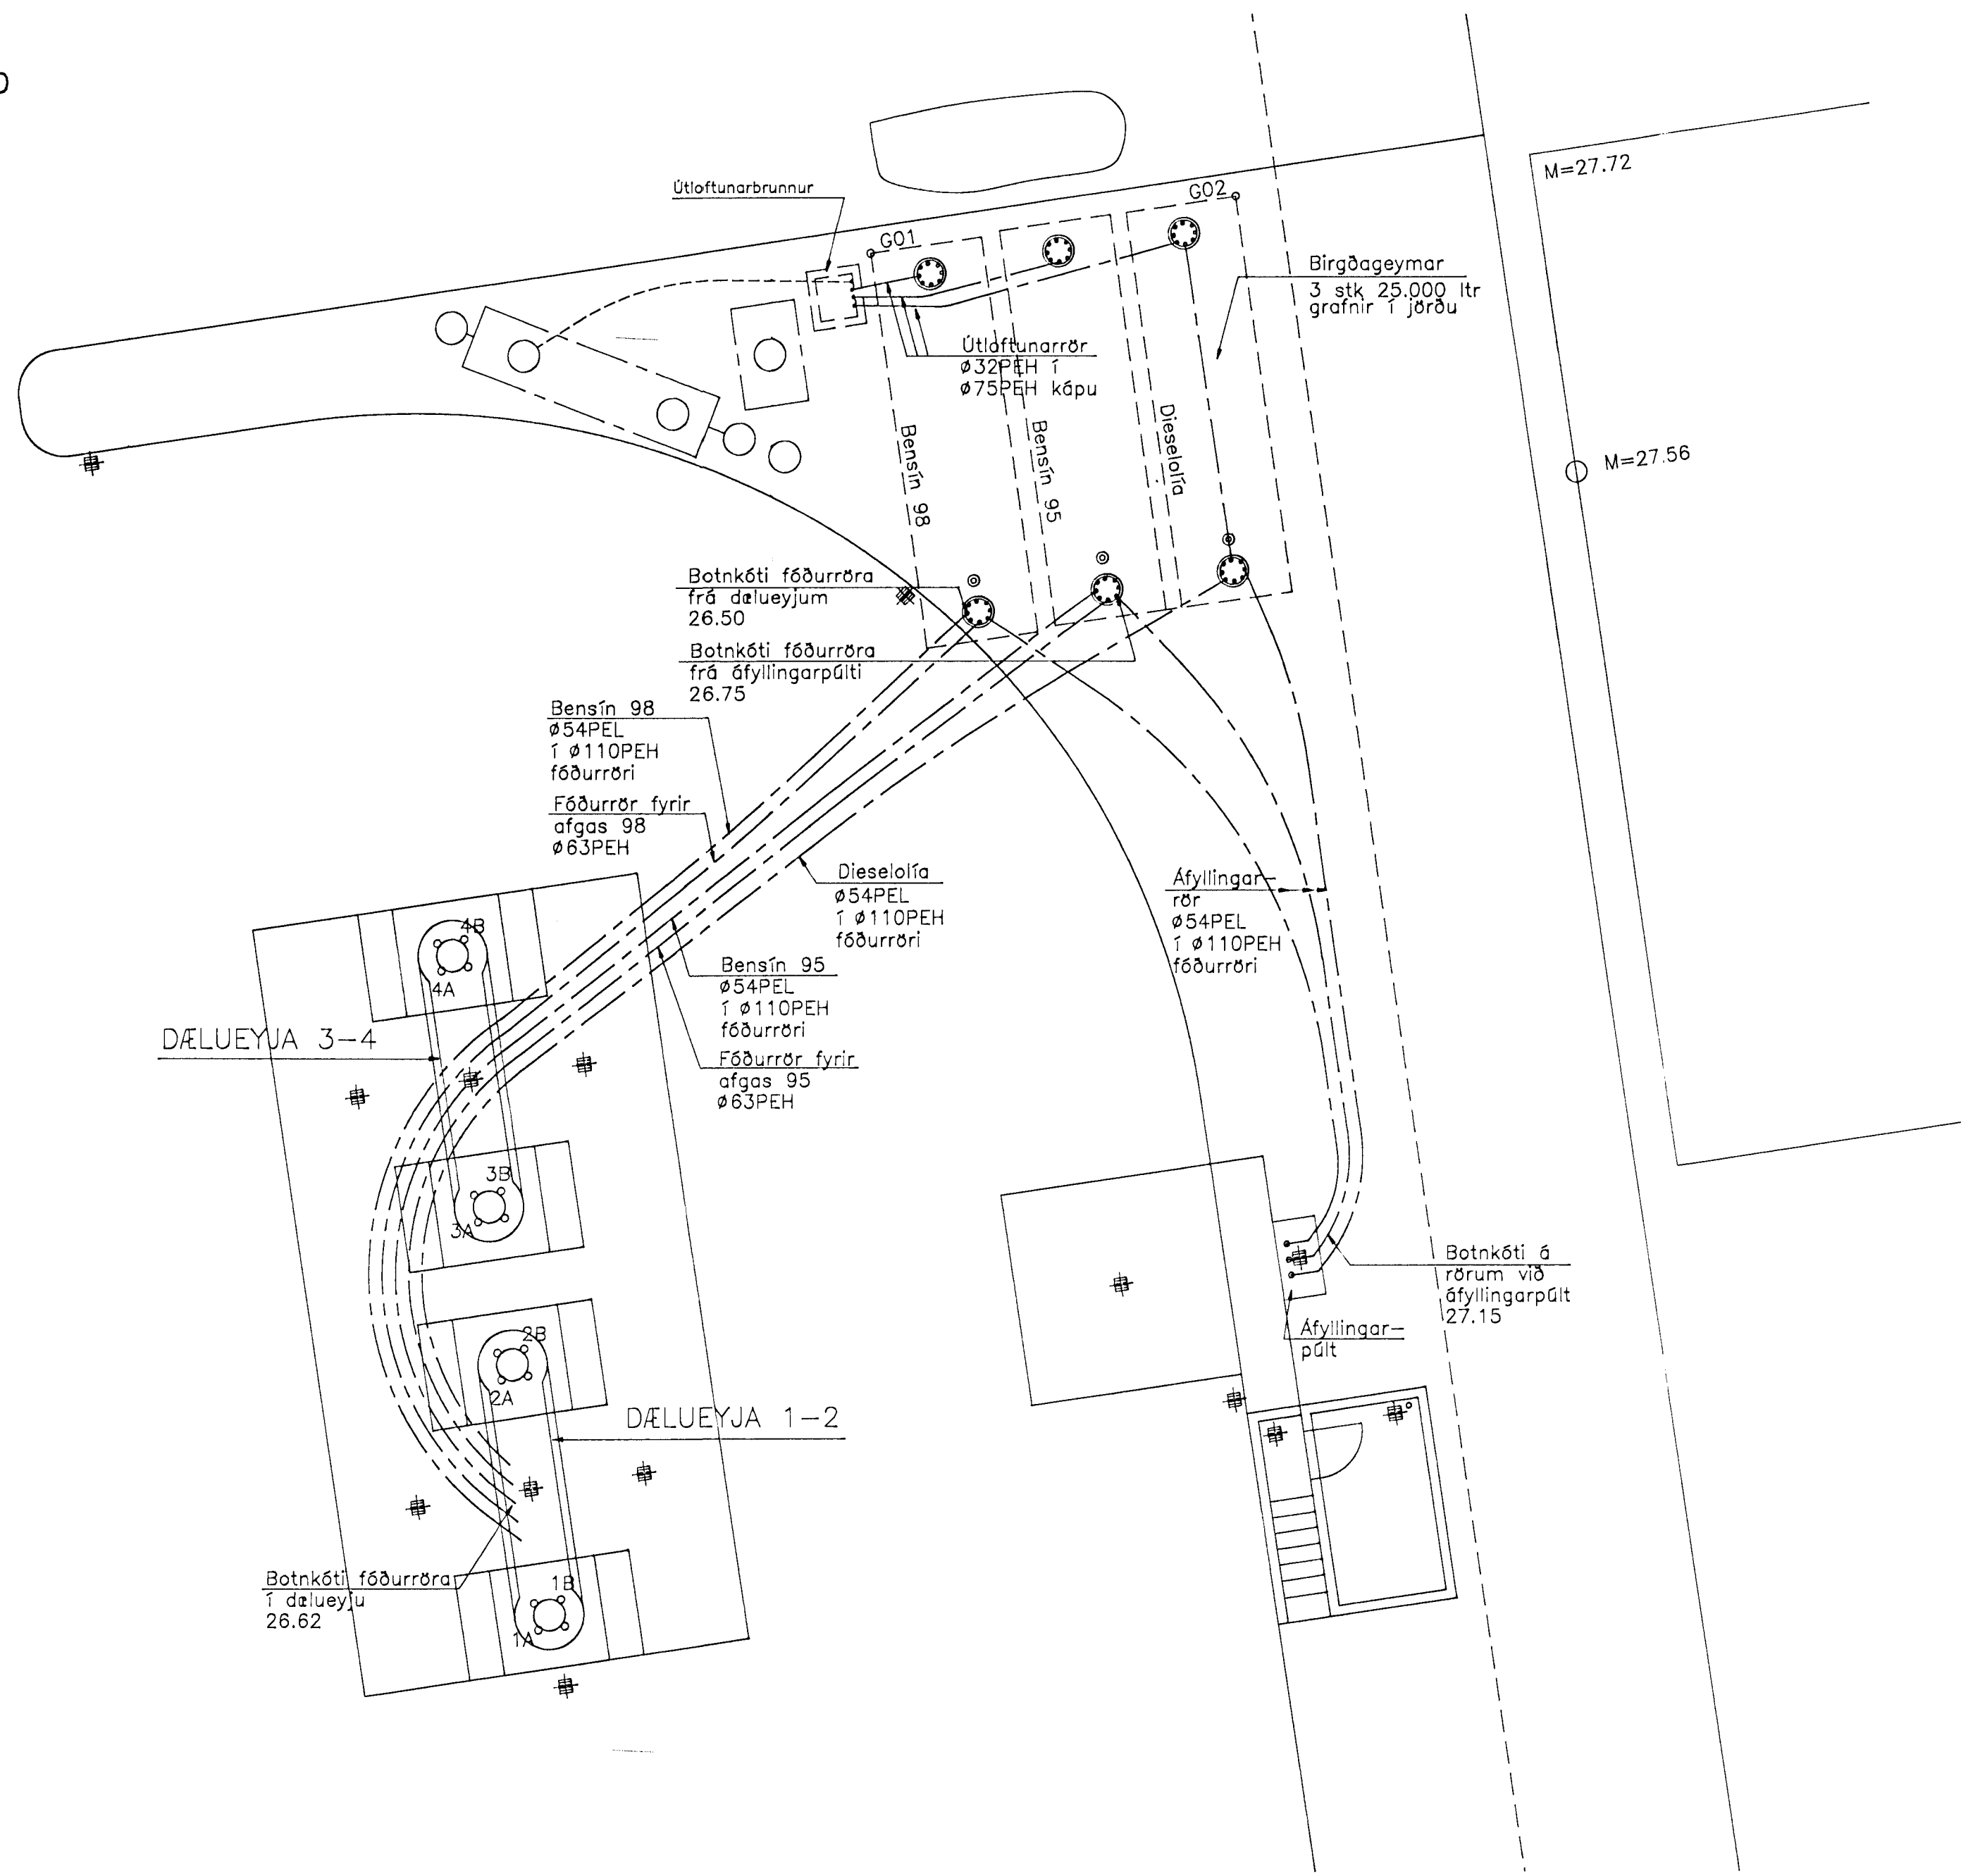 Útloftunarbrunnur
G01
G02
M=27.72
Birgðageymar
3 stk 25.000 ltr
grafnir í jörðu
Útloftunarrör
ø32PEH í
ø75PEH kápu
M=27.56
Bensín 98
Bensín 95
Dieselolía
Botnkóti fóðurröra
frá dælueyjum
26.50
Botnkóti fóðurröra
frá áfyllingarpúlti
26.75
Bensín 98
ø54PEL
í ø110PEH
fóðurröri
Fóðurrör fyrir
afgas 98
ø63PEH
Dieselolía
ø54PEL
í ø110PEH
fóðurröri
Áfyllingar-
rör
ø54PEL
í ø110PEH
fóðurröri
Bensín 95
ø54PEL
í ø110PEH
fóðurröri
Fóðurrör fyrir
afgas 95
ø63PEH
4B
4A
DÆLUEYJA 3-4
3B
3A
2B
2A
DÆLUEYJA 1-2
Botnkóti á
rörum við
áfyllingarpúlt
27.15
Áfyllingar-
púlt
Botnkóti fóðurröra
í dælueyju
26.62
1B
1A